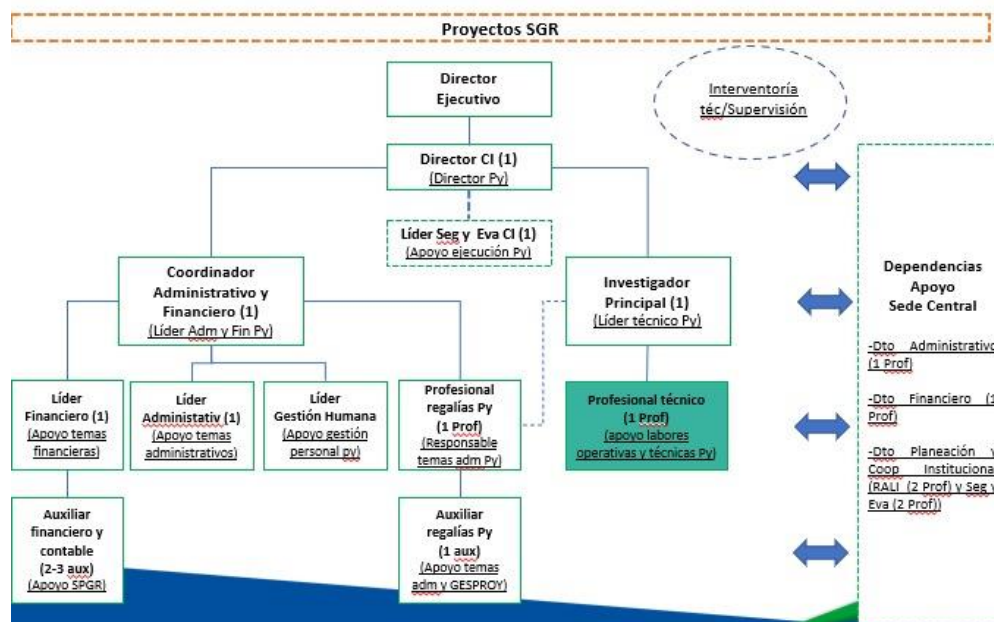 Proyectos SGR
Director
Ejecutivo
Interventoría
téc/Supervisión
Director CI (1)
(Director Py)
Líder Seg y Eva CI (1)
(Apoyo ejecución Py)
Coordinador
Administrativo y
Financiero (1)
(Líder Adm y Fin Py)
Investigador
Principal (1)
(Líder técnico Py)
Líder
Financiero (1)
(Apoyo temas
financieras)
Líder
Administativ (1)
(Apoyo temas
administrativos)
Líder
Gestión Humana
(Apoyo gestión
personal py)
Profesional
regalías Py
(1 Prof)
(Responsable
temas adm Py)
Profesional técnico
(1 Prof)
(apoyo labores
operativas y técnicas Py)
Auxiliar
financiero y
contable
(2-3 aux)
(Apoyo SPGR)
Auxiliar
regalías Py
(1 aux)
(Apoyo temas
adm y GESPROY)
Dependencias
Apoyo
Sede Central
-Dto Administrativo
(1 Prof)
-Dto Financiero (1
Prof)
-Dto Planeación y
Coop Instituciona
(RALI (2 Prof) y Seg y
Eva (2 Prof))